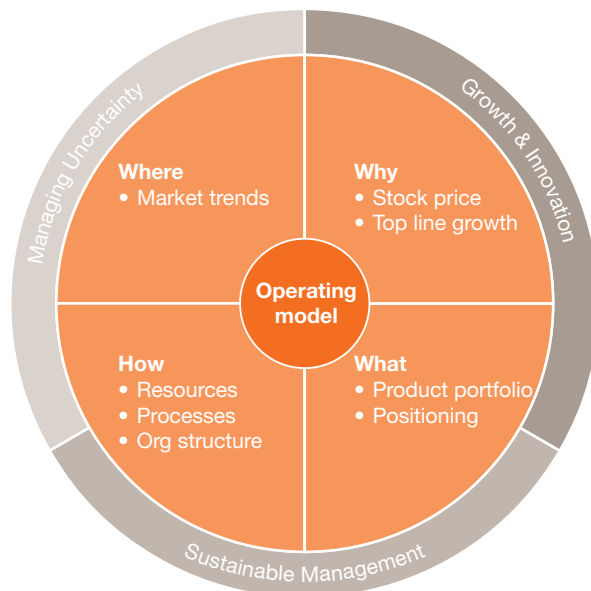 Managing Uncertainty
Growth & Innovation
Where
• Market trends
Why
• Stock price
• Top line growth
Operating
model
How
• Resources
• Processes
• Org structure
What
• Product portfolio
• Positioning
Sustainable Management